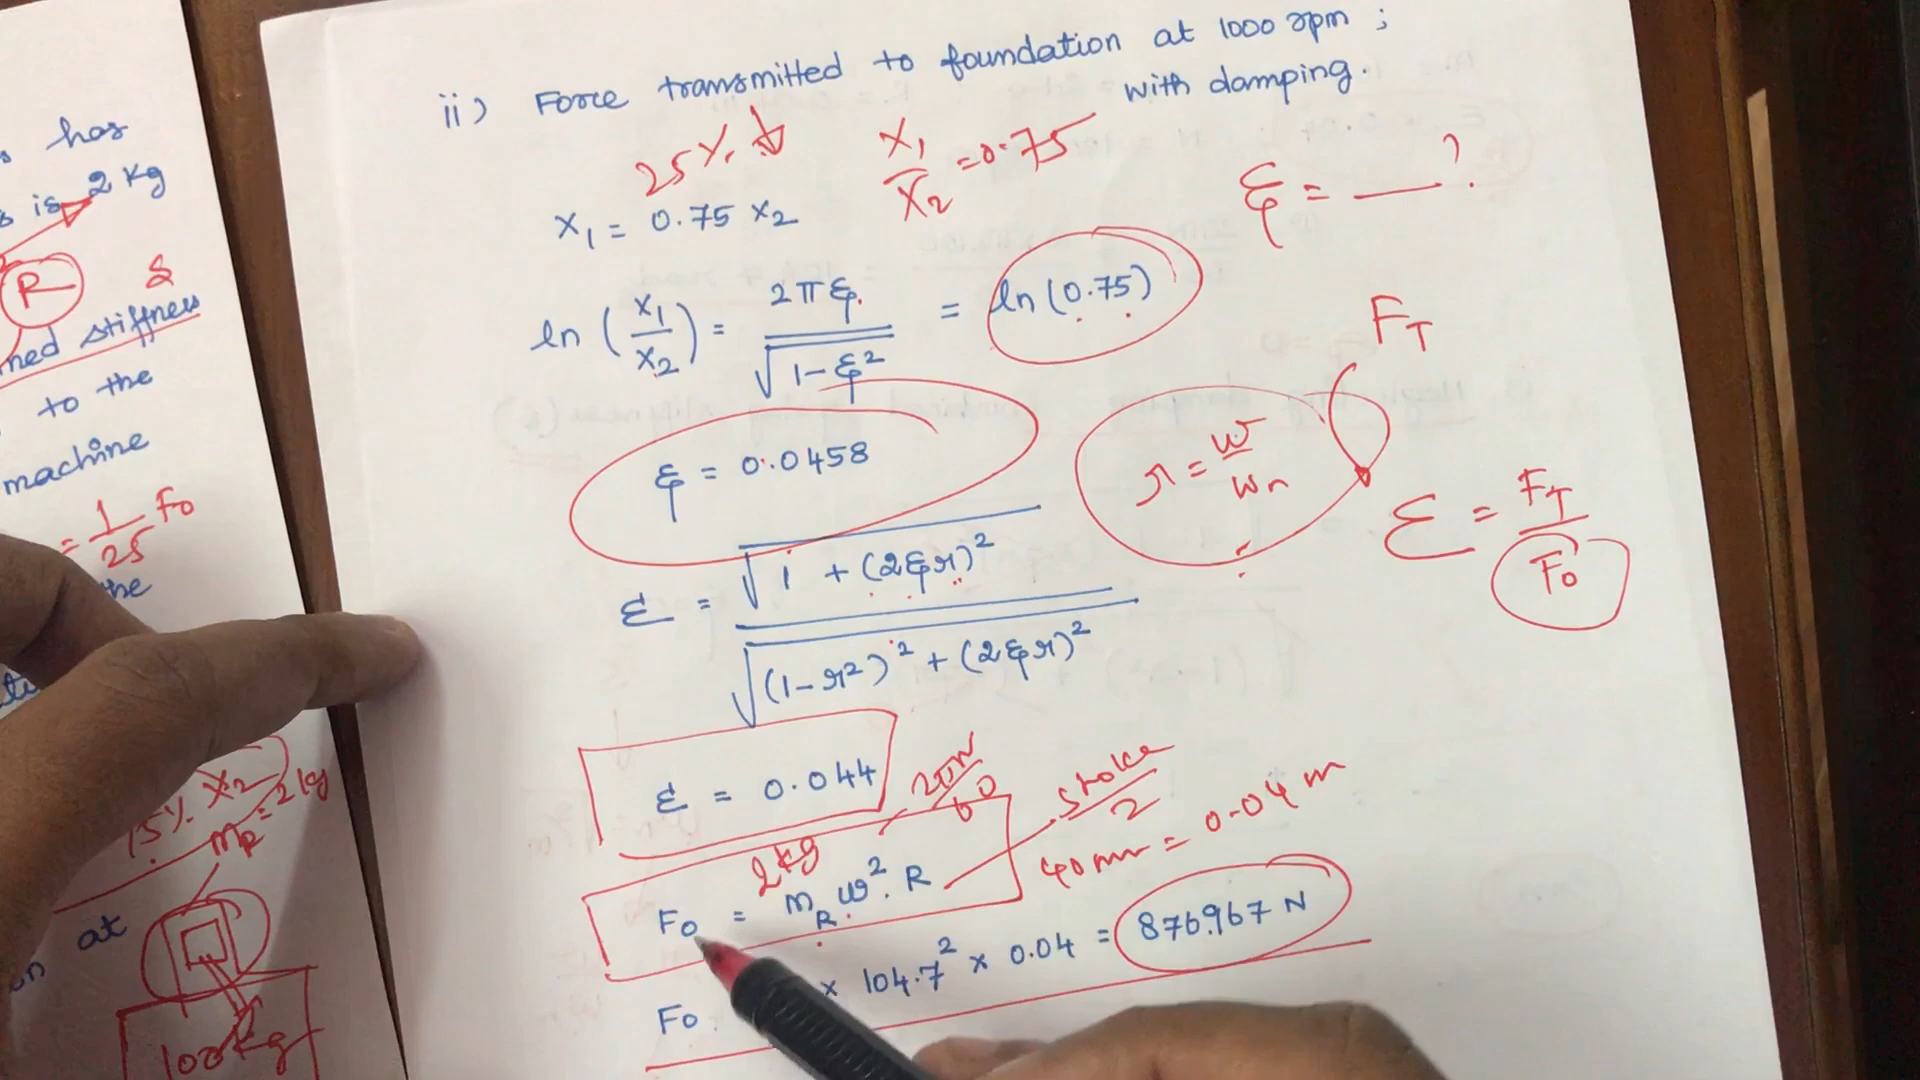 has
is 2 kg
R &
ned stiffness
to the
machine
= 1/25 F0
the
15% X2
mR = 2 kg
at
100 kg
ii) Force transmitted to foundation at 1000 rpm ;
with damping.
25% ↓
X1/X2 = 0.75
ξ = — ?
X1 = 0.75 X2
ln (X1/X2) = 2πξ / √(1-ξ²) = ln (0.75)
FT
ξ = 0.0458
r = ω/ωn
ε = FT/F0
ε = √(1 + (2ξr)²) / √((1-r²)² + (2ξr)²)
ε = 0.044
2πN/60
stoke/2
40 mm = 0.04 m
2kg
F0 = mR ω². R
F0 x 104.7² x 0.04 = 876.967 N